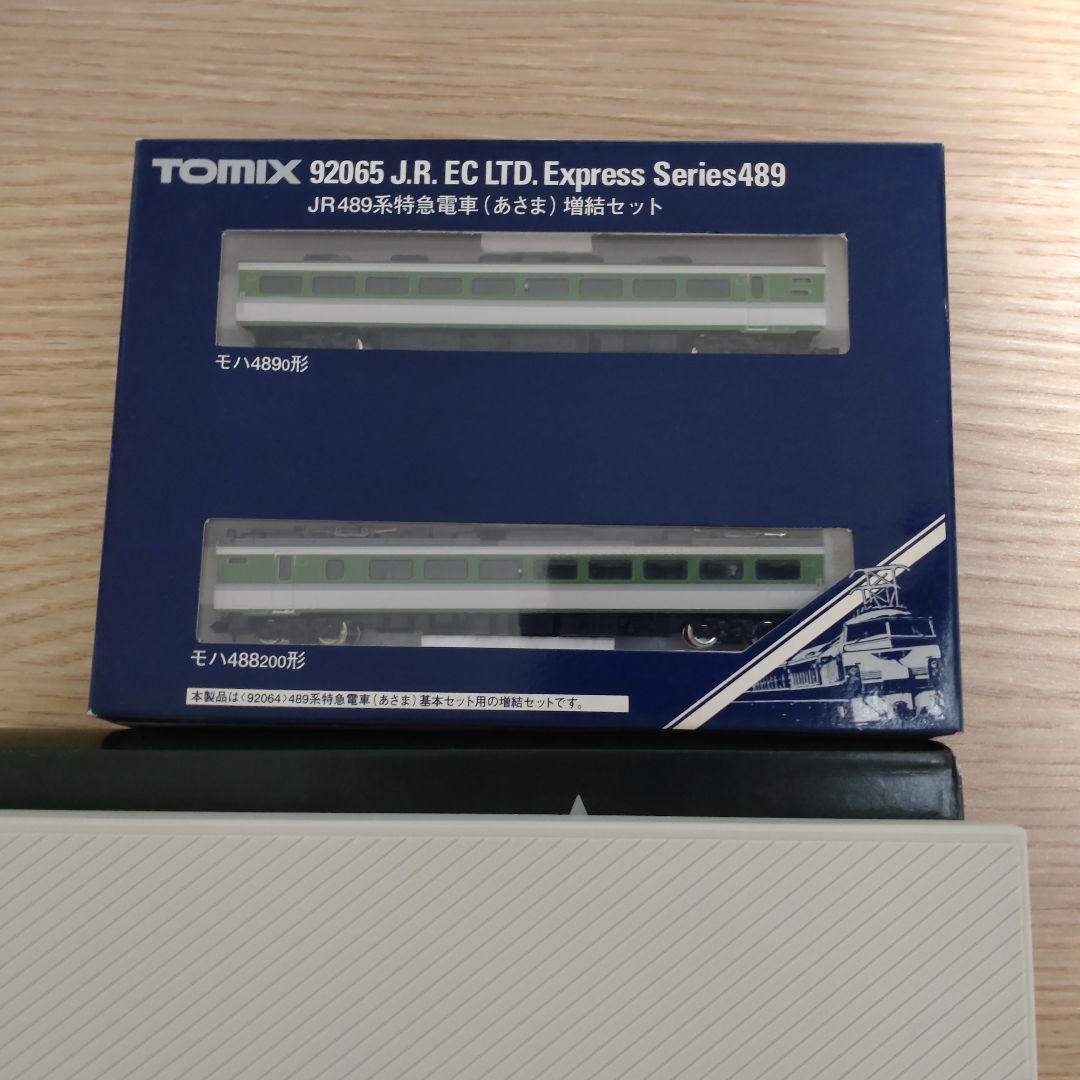 TOMIX 92065 J.R. EC LTD. Express Series489
JR489系特急電車(あさま)増結セット
モハ4890形
モハ488200形
本製品は〈92064〉489系特急電車(あさま)基本セット用の増結セットです。